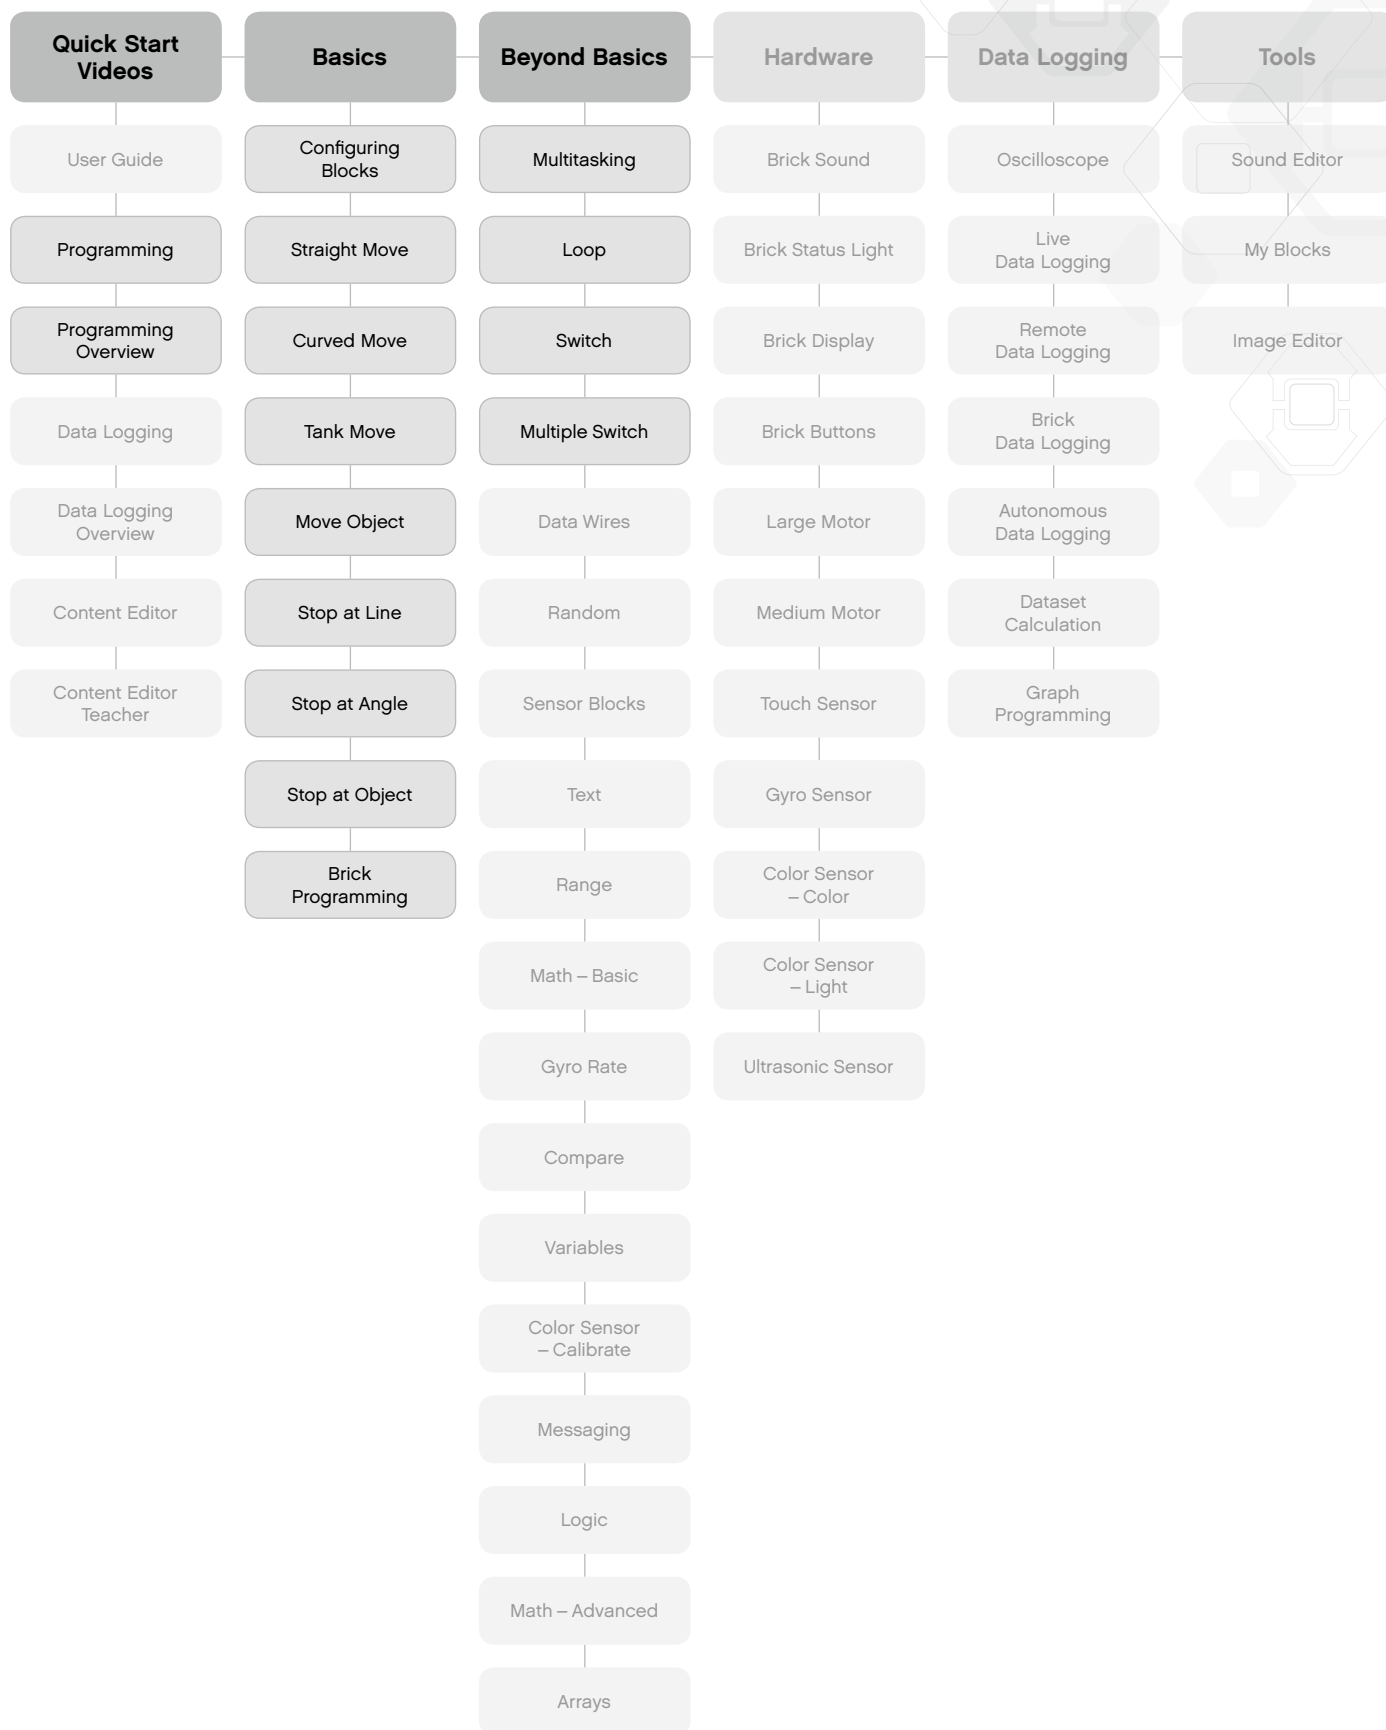 Quick Start
Videos
Basics
Beyond Basics
Hardware
Data Logging
Tools
User Guide
Programming
Programming
Overview
Data Logging
Data Logging
Overview
Content Editor
Content Editor
Teacher
Configuring
Blocks
Straight Move
Curved Move
Tank Move
Move Object
Stop at Line
Stop at Angle
Stop at Object
Brick
Programming
Multitasking
Loop
Switch
Multiple Switch
Data Wires
Random
Sensor Blocks
Text
Range
Math – Basic
Gyro Rate
Compare
Variables
Color Sensor
– Calibrate
Messaging
Logic
Math – Advanced
Arrays
Brick Sound
Brick Status Light
Brick Display
Brick Buttons
Large Motor
Medium Motor
Touch Sensor
Gyro Sensor
Color Sensor
– Color
Color Sensor
– Light
Ultrasonic Sensor
Oscilloscope
Live
Data Logging
Remote
Data Logging
Brick
Data Logging
Autonomous
Data Logging
Dataset
Calculation
Graph
Programming
Sound Editor
My Blocks
Image Editor